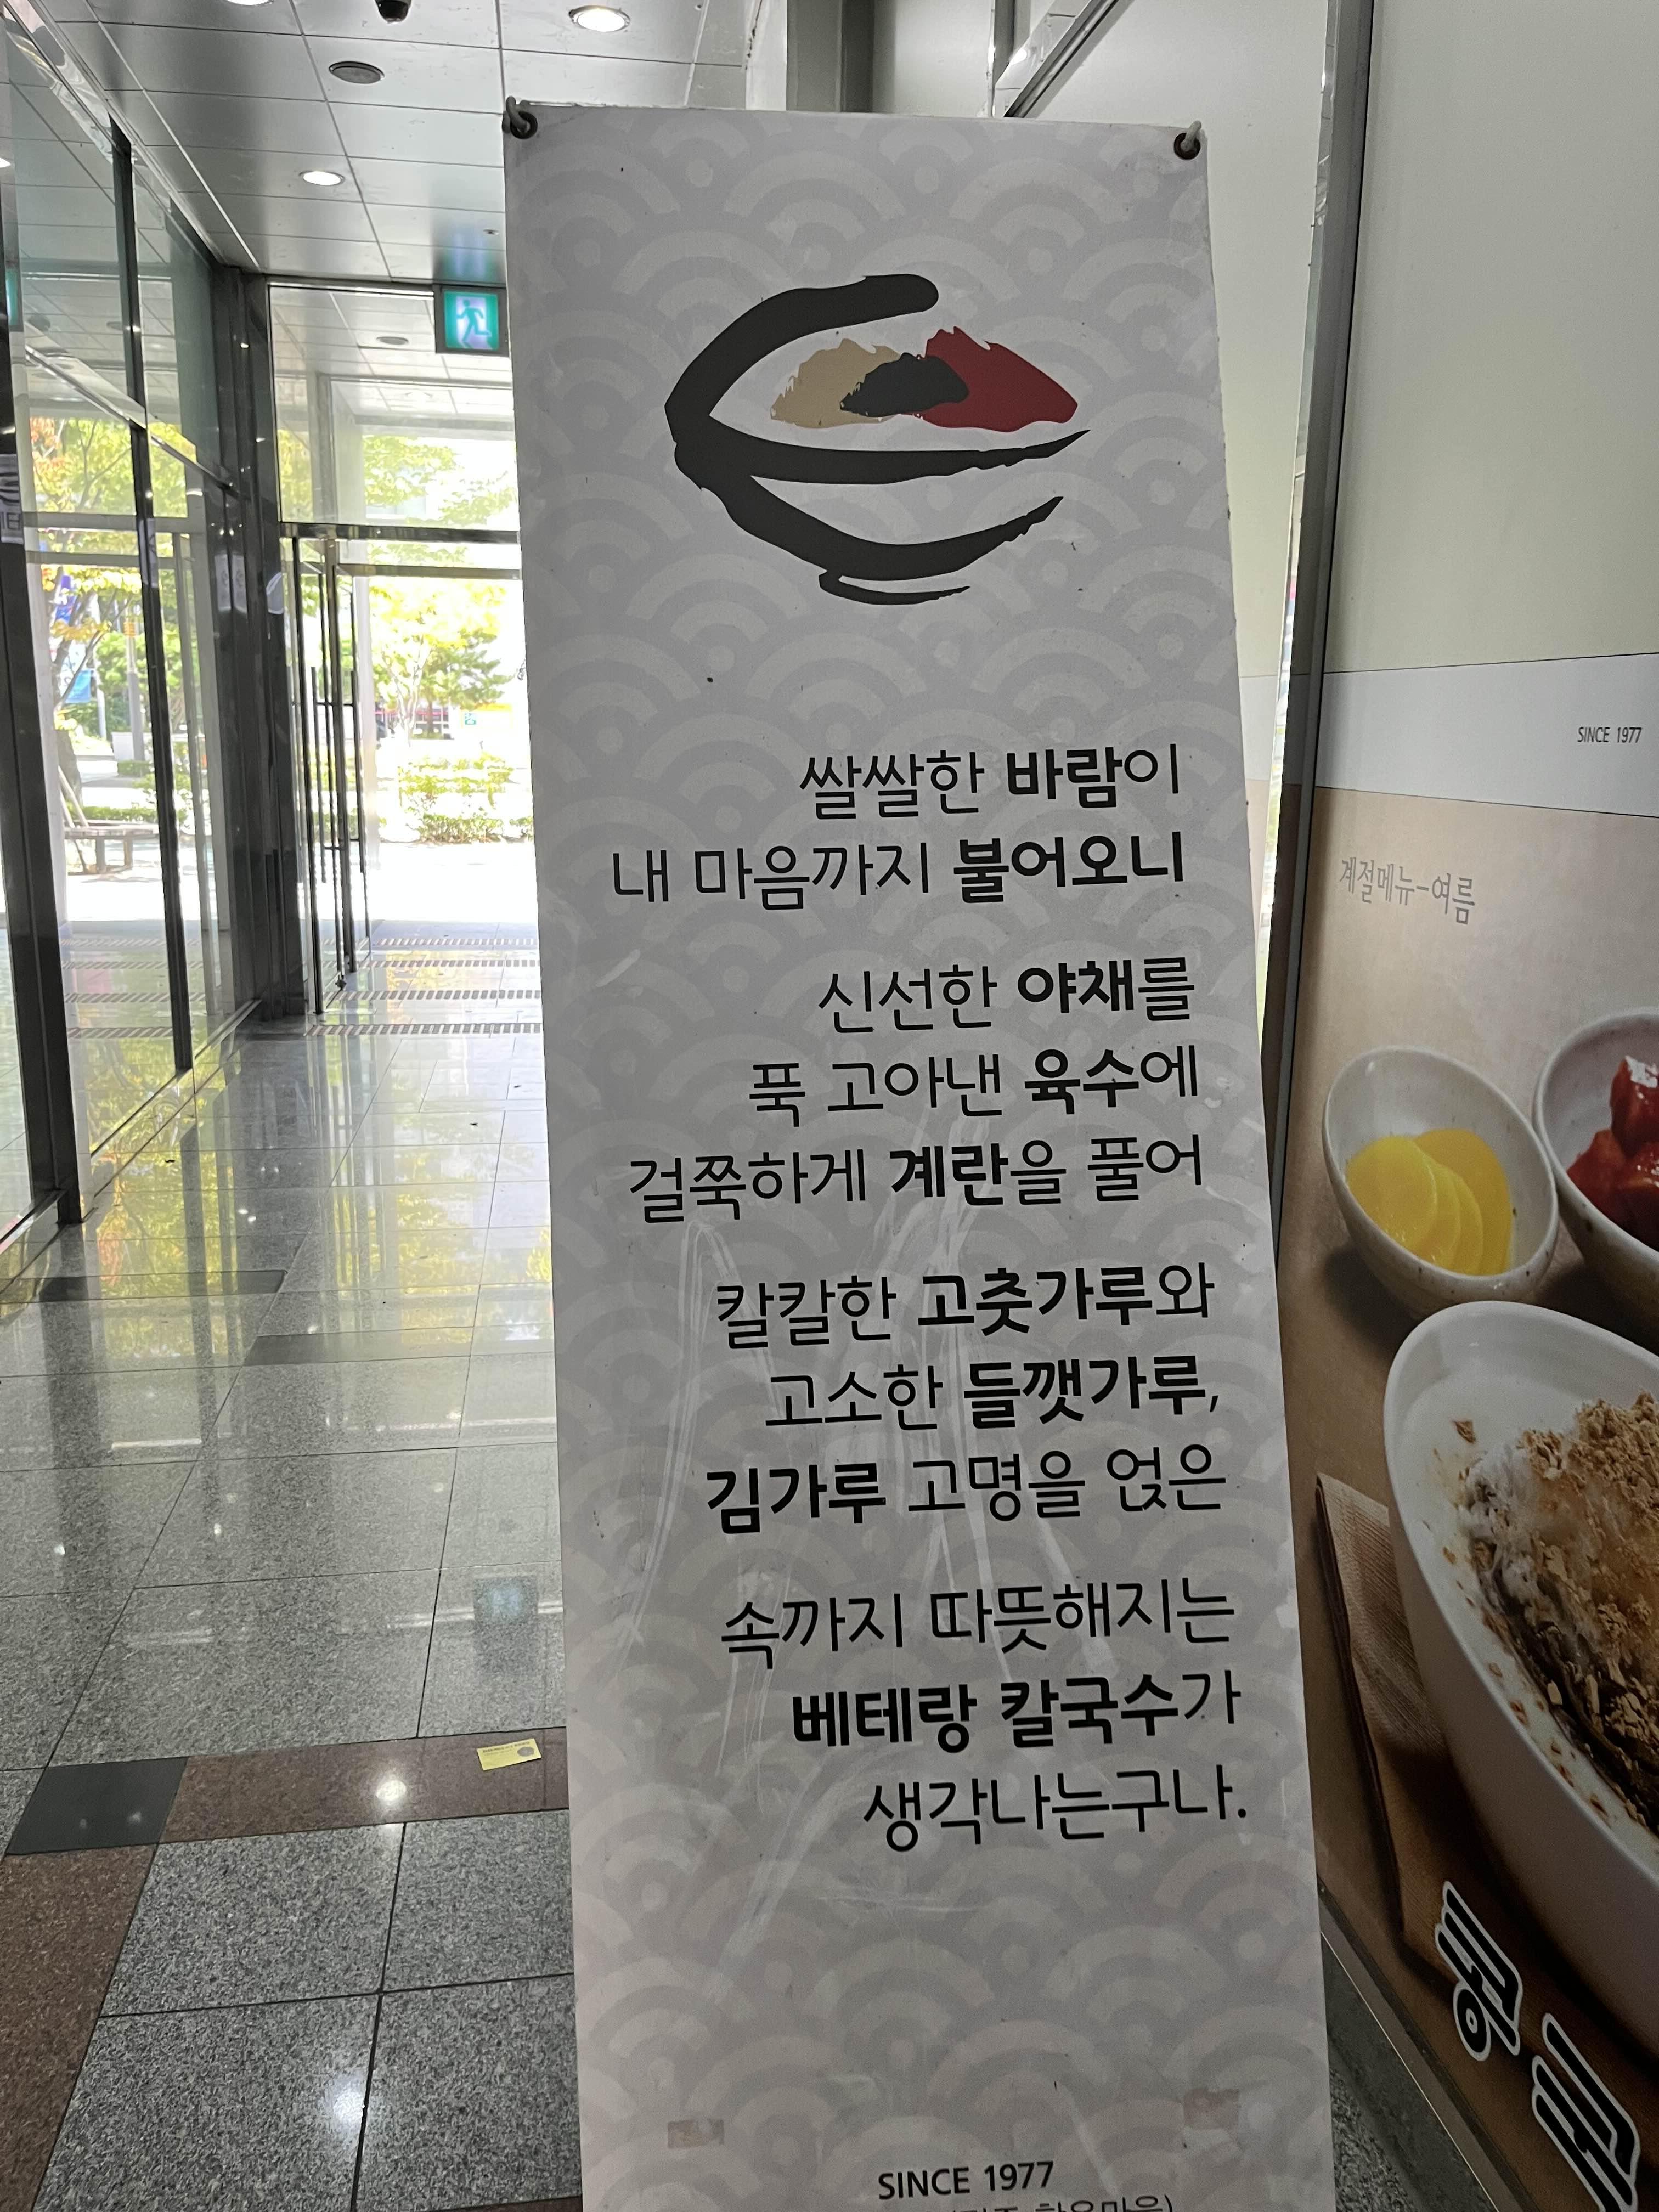 쌀쌀한 바람이
내 마음까지 불어오니
신선한 야채를
푹 고아낸 육수에
걸쭉하게 계란을 풀어
칼칼한 고춧가루와
고소한 들깻가루,
김가루 고명을 얹은
속까지 따뜻해지는
베테랑 칼국수가
생각나는구나.
SINCE 1977
SINCE 1977
계절메뉴-여름
콩